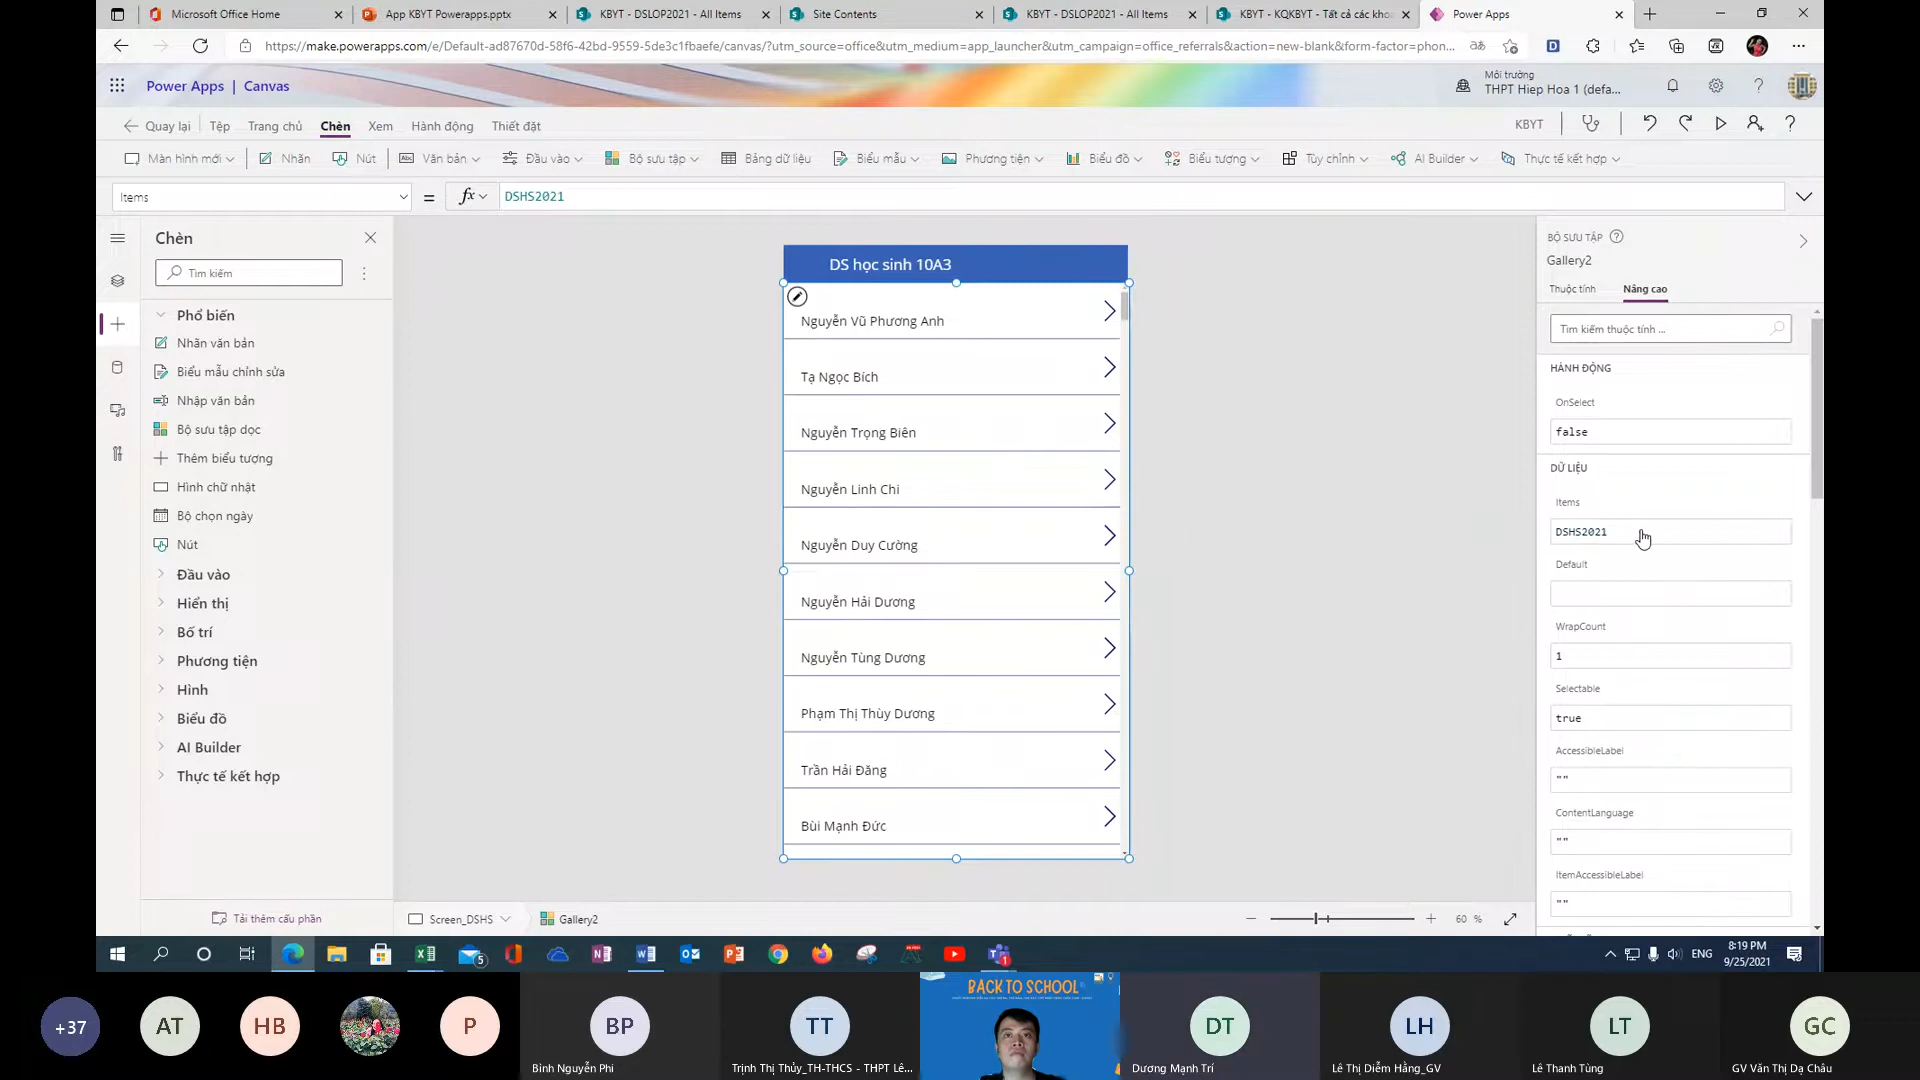 Microsoft Office Home
App KBYT Powerapps.pptx
KBYT - DSLOP2021 - All Items
Site Contents
KBYT - DSLOP2021 - All Items
KBYT - KQKBYT - Tất cả các kho
Power Apps
https://make.powerapps.com/e/Default-ad87670d-58f6-42bd-9559-5de3c1fbaefe/canvas/?utm_source=office&utm_medium=app_launcher&utm_campaign=office_referrals&action=new-blank&form-factor=phon...
Power Apps | Canvas
Môi trường
THPT Hiep Hoa 1 (defa...
Quay lại
Tệp
Trang chủ
Chèn
Xem
Hành động
Thiết đặt
KBYT
Màn hình mới
Nhãn
Nút
Văn bản
Đầu vào
Bộ sưu tập
Bảng dữ liệu
Biểu mẫu
Phương tiện
Biểu đồ
Biểu tượng
Tùy chỉnh
AI Builder
Thực tế kết hợp
Items
=
fx
DSHS2021
Chèn
Tìm kiếm
Phổ biến
Nhãn văn bản
Biểu mẫu chỉnh sửa
Nhập văn bản
Bộ sưu tập dọc
Thêm biểu tượng
Hình chữ nhật
Bộ chọn ngày
Nút
Đầu vào
Hiển thị
Bố trí
Phương tiện
Hình
Biểu đồ
AI Builder
Thực tế kết hợp
Tải thêm cấu phần
DS học sinh 10A3
Nguyễn Vũ Phương Anh
Tạ Ngọc Bích
Nguyễn Trọng Biên
Nguyễn Linh Chi
Nguyễn Duy Cường
Nguyễn Hải Dương
Nguyễn Tùng Dương
Phạm Thị Thùy Dương
Trần Hải Đăng
Bùi Mạnh Đức
Screen_DSHS
Gallery2
60 %
BỘ SƯU TẬP
Gallery2
Thuộc tính
Nâng cao
Tìm kiếm thuộc tính ...
HÀNH ĐỘNG
OnSelect
false
DỮ LIỆU
Items
DSHS2021
Default
WrapCount
1
Selectable
true
AccessibleLabel
""
ContentLanguage
""
ItemAccessibleLabel
""
5
1
ENG
8:19 PM
9/25/2021
+37
AT
HB
P
BP
Bình Nguyễn Phi
TT
Trịnh Thị Thủy_TH-THCS - THPT Lê...
BACK TO SCHOOL
DT
Dương Mạnh Trí
LH
Lê Thị Diễm Hằng_GV
LT
Lê Thanh Tùng
GC
GV Văn Thị Dạ Châu